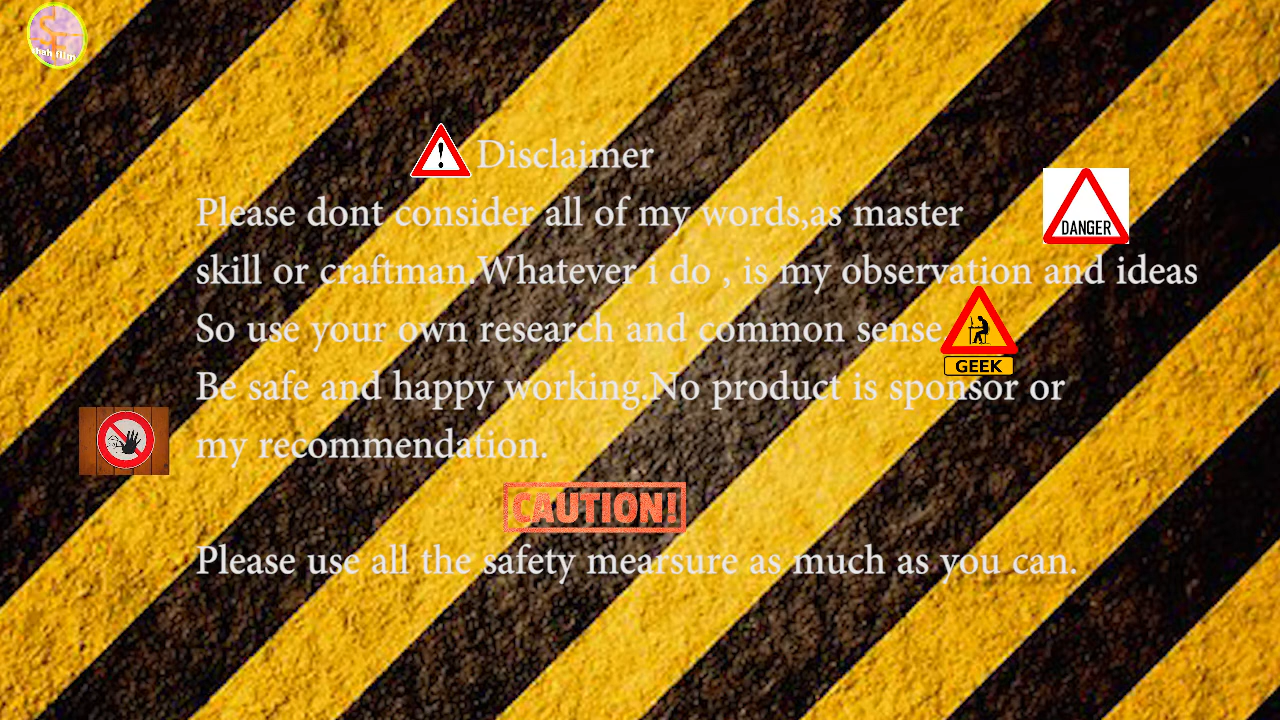 shah film
Disclaimer
Please dont consider all of my words,as master
DANGER
skill or craftman.Whatever i do , is my observation and ideas
So use your own research and common sense
GEEK
Be safe and happy working.No product is sponsor or
my recommendation.
CAUTION!
Please use all the safety mearsure as much as you can.